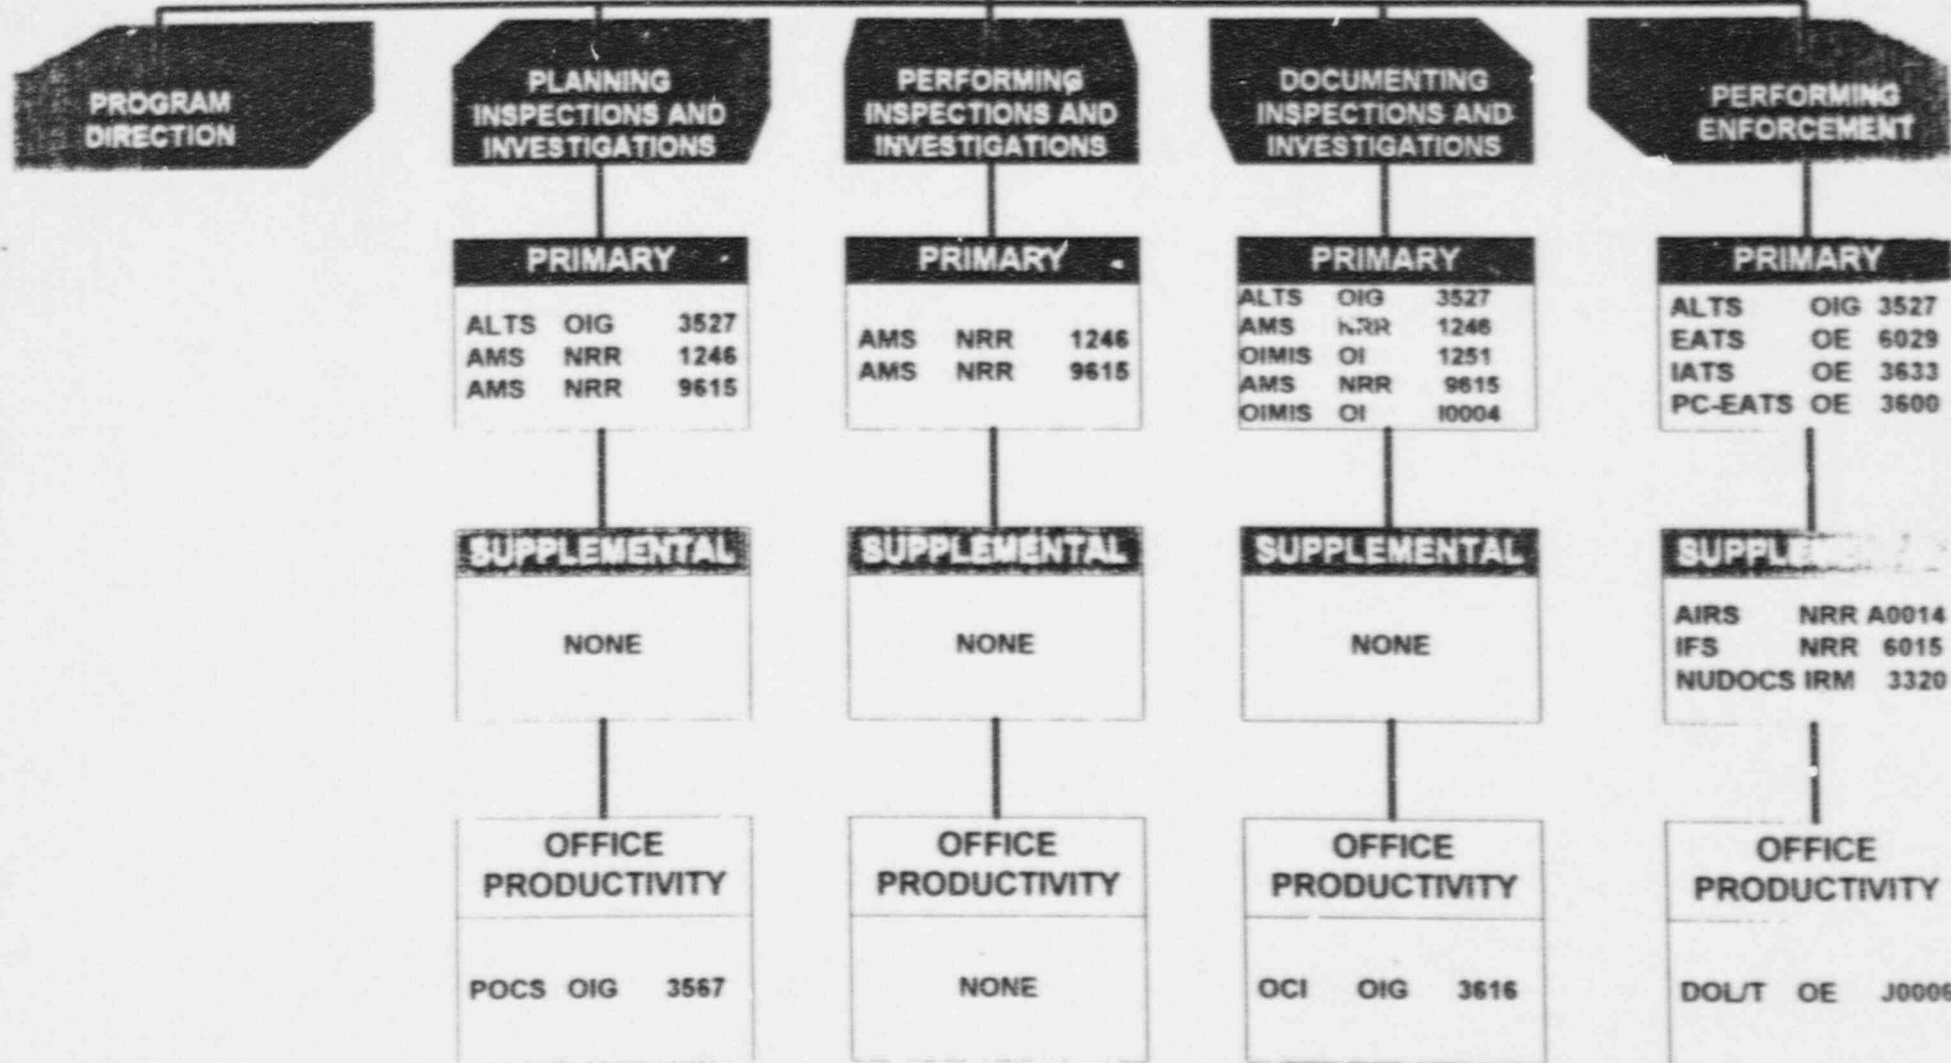 PROGRAM
DIRECTION
PLANNING
INSPECTIONS AND
INVESTIGATIONS
PERFORMING
INSPECTIONS AND
INVESTIGATIONS
DOCUMENTING
INSPECTIONS AND
INVESTIGATIONS
PERFORMING
ENFORCEMENT
PRIMARY
ALTS OIG 3527
AMS NRR 1246
AMS NRR 9615
PRIMARY
AMS NRR 1246
AMS NRR 9615
PRIMARY
ALTS OIG 3527
AMS NRR 1246
OIMIS OI 1251
AMS NRR 9615
OIMIS OI I0004
PRIMARY
ALTS OIG 3527
EATS OE 6029
IATS OE 3633
PC-EATS OE 3600
SUPPLEMENTAL
NONE
SUPPLEMENTAL
NONE
SUPPLEMENTAL
NONE
AIRS NRR A0014
IFS NRR 6015
NUDOCS IRM 3320
OFFICE
PRODUCTIVITY
POCS OIG 3567
OFFICE
PRODUCTIVITY
NONE
OFFICE
PRODUCTIVITY
OCI OIG 3616
OFFICE
PRODUCTIVITY
DOL/T OE J0006